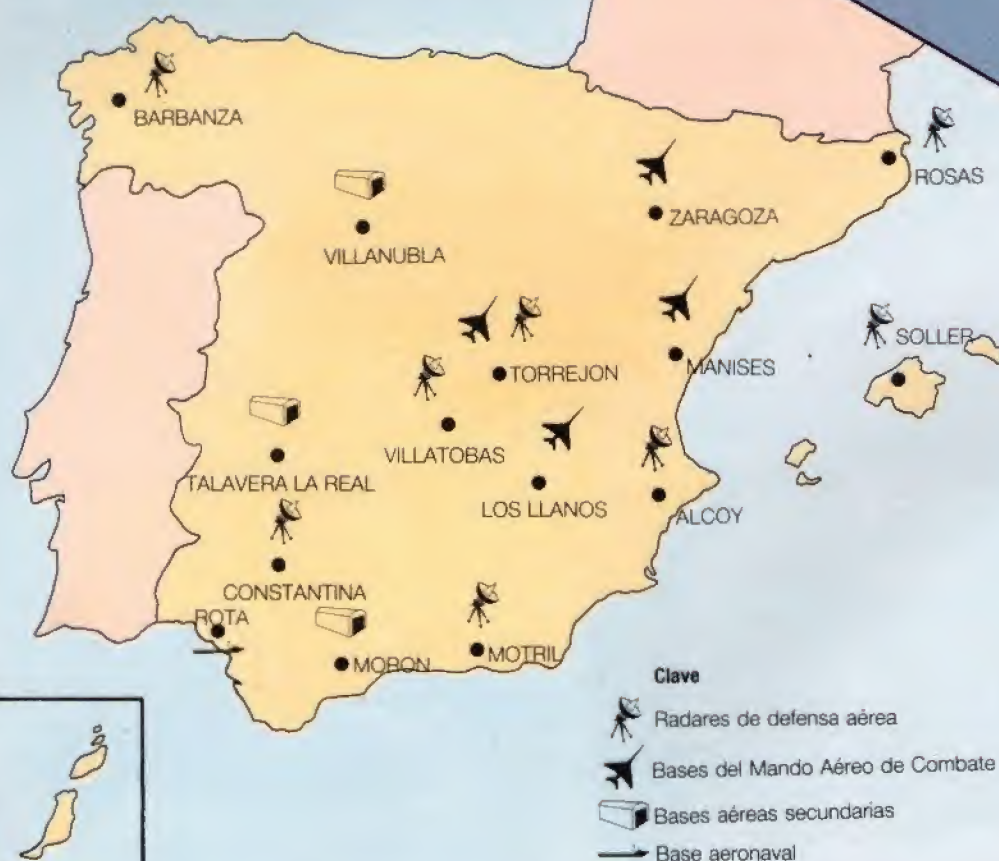 BARBANZA
ROSAS
ZARAGOZA
VILLANUBLA
SOLLER
MANISES
TORREJON
VILLATOBAS
TALAVERA LA REAL
LOS LLANOS
ALCOY
CONSTANTINA
ROTA
MORON
MOTRIL
Clave
Radares de defensa aérea
Bases del Mando Aéreo de Combate
Bases aéreas secundarias
Base aeronaval